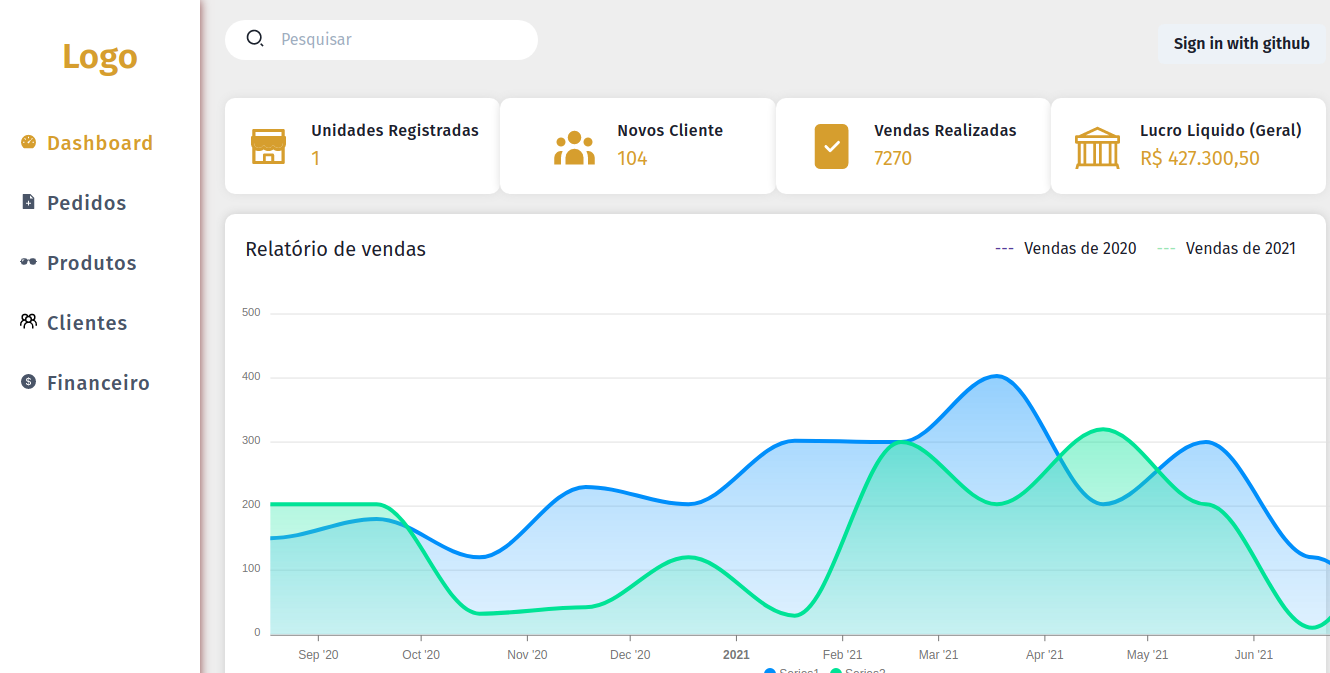 Logo
Dashboard
Pedidos
Produtos
Clientes
Financeiro
Pesquisar
Sign in with github
Unidades Registradas
1
Novos Cliente
104
Vendas Realizadas
7270
Lucro Liquido (Geral)
R$ 427.300,50
Relatório de vendas
--- Vendas de 2020 --- Vendas de 2021
500
400
300
200
100
0
Sep '20 Oct '20 Nov '20 Dec '20 2021 Feb '21 Mar '21 Apr '21 May '21 Jun '21
Series1 Series2